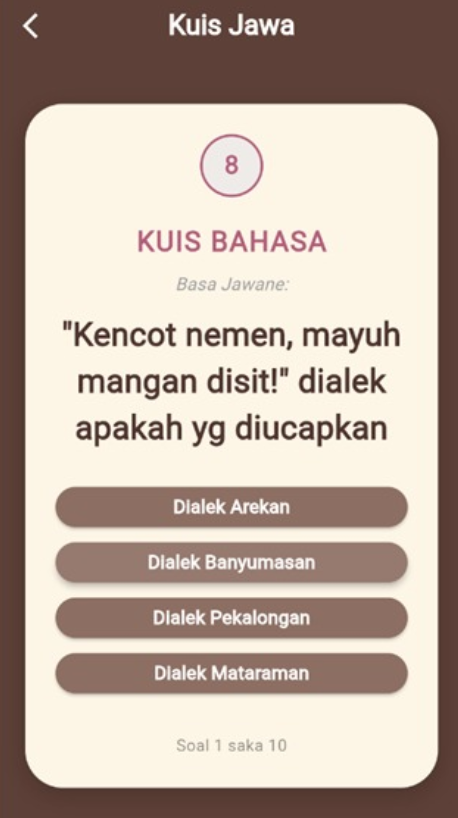 Kuis Jawa
8
KUIS BAHASA
Basa Jawane:
"Kencot nemen, mayuh
mangan disit!" dialek
apakah yg diucapkan
Dialek Arekan
Dialek Banyumasan
Dialek Pekalongan
Dialek Mataraman
Soal 1 saka 10